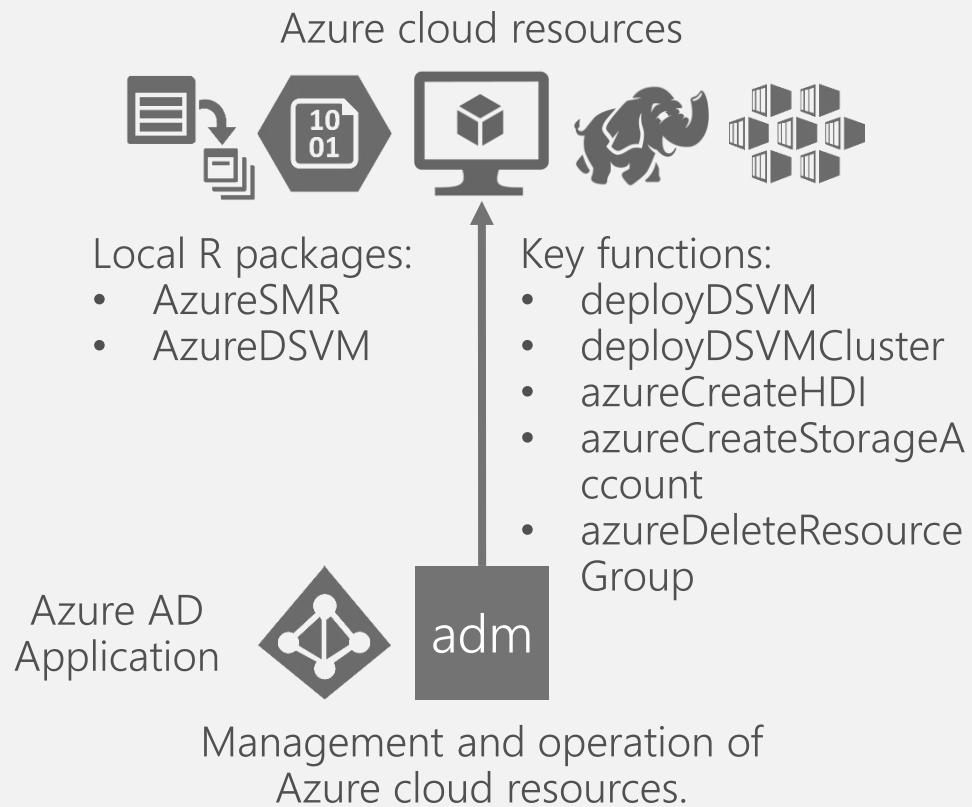 Azure cloud resources
10
01
Local R packages:
• AzureSMR
• AzureDSVM
Key functions:
• deployDSVM
• deployDSVMCluster
• azureCreateHDI
• azureCreateStorageA
ccount
• azureDeleteResource
Group
Azure AD
Application
adm
Management and operation of
Azure cloud resources.